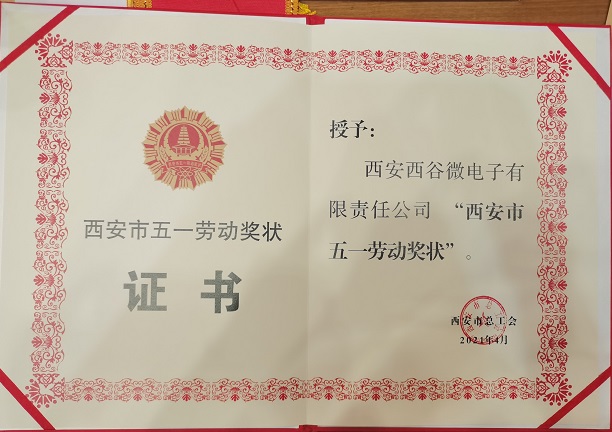 西安市五一劳动奖状
证书
授予：
西安西谷微电子有
限责任公司“西安市
五一劳动奖状”。
西安市总工会
2021年4月